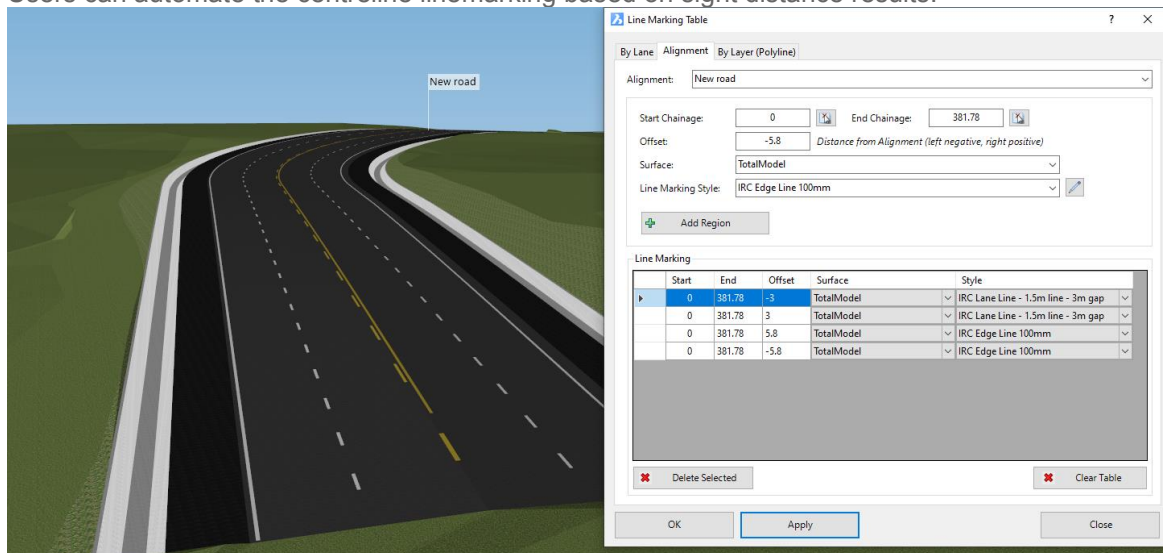 Users can automate the controline linemarking based on sight distance results.
New road
Line Marking Table ? X
By Lane Alignment By Layer (Polyline)
Alignment: New road
Start Chainage: 0 End Chainage: 381.78
Offset: -5.8 Distance from Alignment (left negative, right positive)
Surface: TotalModel
Line Marking Style: IRC Edge Line 100mm
Add Region
Line Marking
Start End Offset Surface Style
0 381.78 -3 TotalModel IRC Lane Line - 1.5m line - 3m gap
0 381.78 3 TotalModel IRC Lane Line - 1.5m line - 3m gap
0 381.78 5.8 TotalModel IRC Edge Line 100mm
0 381.78 -5.8 TotalModel IRC Edge Line 100mm
Delete Selected Clear Table
OK Apply Close